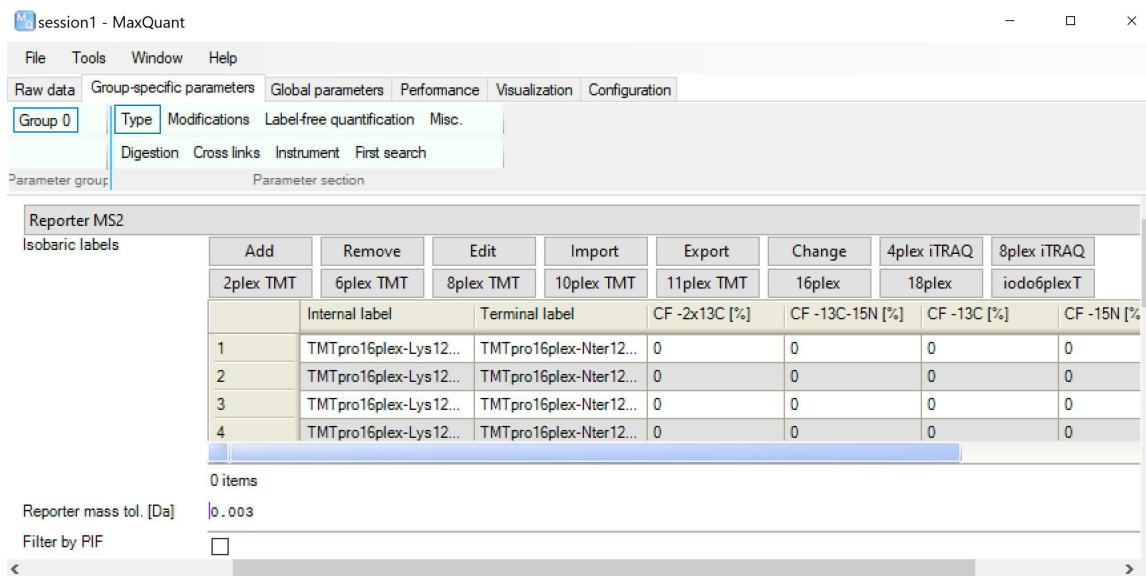 session1 - MaxQuant
File Tools Window Help
Raw data Group-specific parameters Global parameters Performance Visualization Configuration
Group 0 Type Modifications Label-free quantification Misc.
Digestion Cross links Instrument First search
Parameter group Parameter section
Reporter MS2
Isobaric labels
Add Remove Edit Import Export Change 4plex iTRAQ 8plex iTRAQ
2plex TMT 6plex TMT 8plex TMT 10plex TMT 11plex TMT 16plex 18plex iodo6plexT
Internal label Terminal label CF -2x13C [%] CF -13C-15N [%] CF -13C [%] CF -15N [%
1 TMTpro16plex-Lys12... TMTpro16plex-Nter12... 0 0 0 0
2 TMTpro16plex-Lys12... TMTpro16plex-Nter12... 0 0 0 0
3 TMTpro16plex-Lys12... TMTpro16plex-Nter12... 0 0 0 0
4 TMTpro16plex-Lys12... TMTpro16plex-Nter12... 0 0 0 0
0 items
Reporter mass tol. [Da] 0.003
Filter by PIF